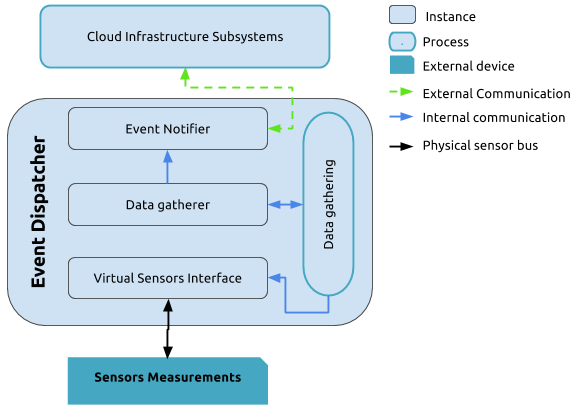 Cloud Infrastructure Subsystems
Event Dispatcher
Event Notifier
Data gatherer
Data gathering
Virtual Sensors Interface
Sensors Measurements
Instance
Process
External device
External Communication
Internal communication
Physical sensor bus